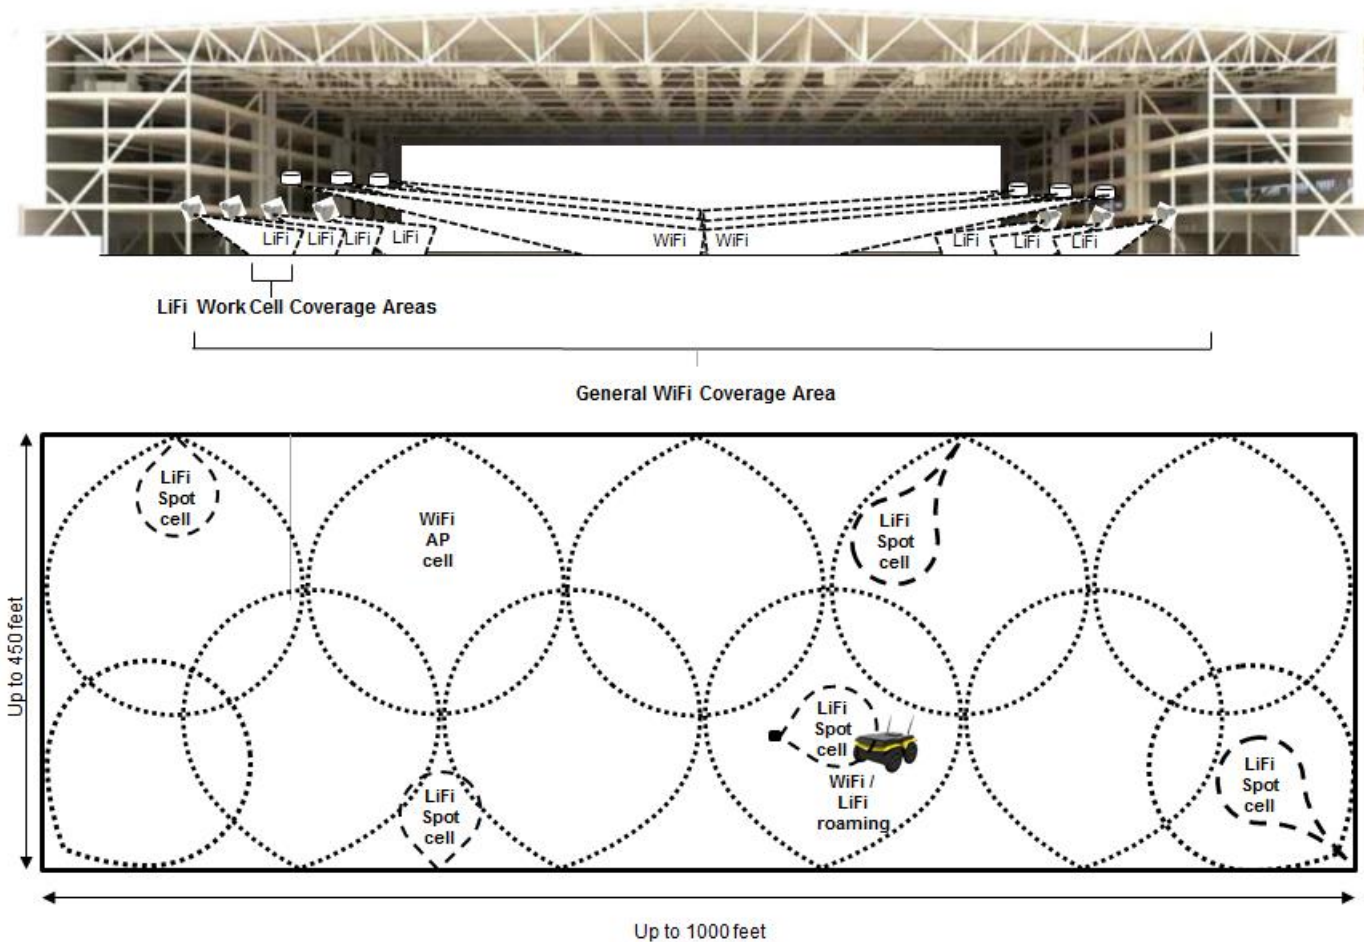 LiFi LiFi LiFi LiFi WiFi WiFi LiFi LiFi LiFi
LiFi Work Cell Coverage Areas
General WiFi Coverage Area
LiFi
Spot
cell
WiFi
AP
cell
LiFi
Spot
cell
Up to 450 feet
LiFi
Spot
cell
WiFi /
LiFi
roaming
LiFi
Spot
cell
LiFi
Spot
cell
Up to 1000 feet